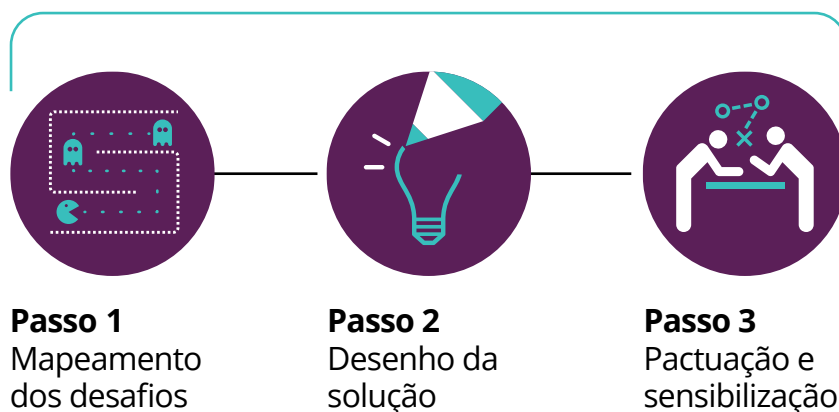 Passo 1
Mapeamento
dos desafios
Passo 2
Desenho da
solução
Passo 3
Pactuação e
sensibilização